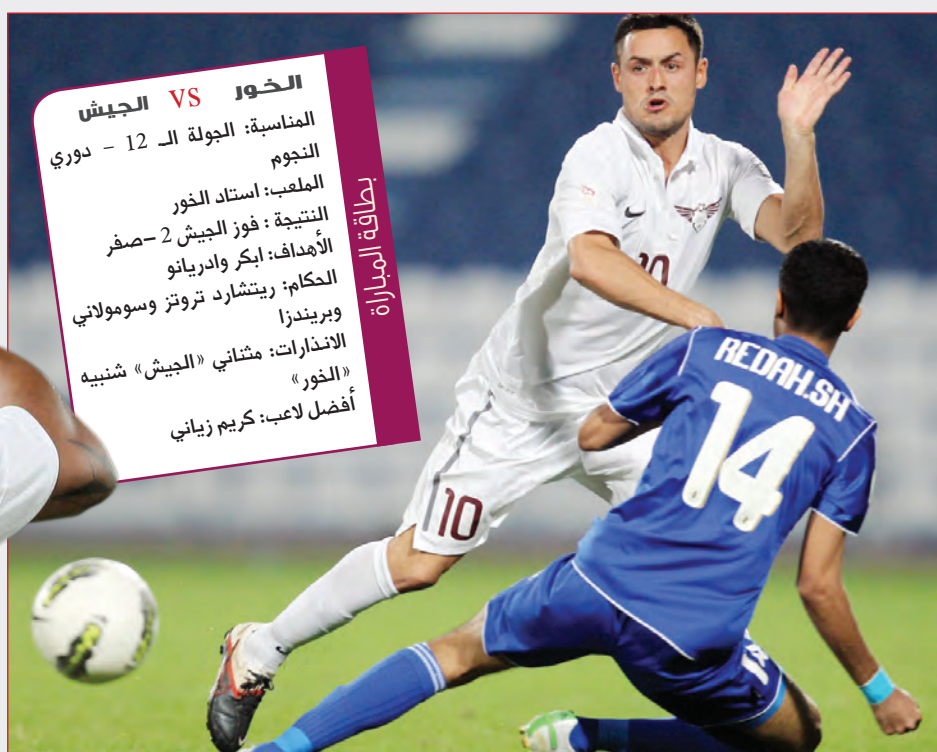 الخور VS الجيش
المناسبة: الجولة الـ 12 - دوري
النجوم
الملعب: استاد الخور
النتيجة: فوز الجيش 2 -صفر
الأهداف: ابكر وادريانو
الحكام: ريتشارد تروتز وسومولاني
وبريندزا
الانذارات: مثناني «الجيش» شنبيه
«الخور»
أفضل لاعب: كريم زياني
بطاقة المباراة
10
10
REDAH.SH
14
14